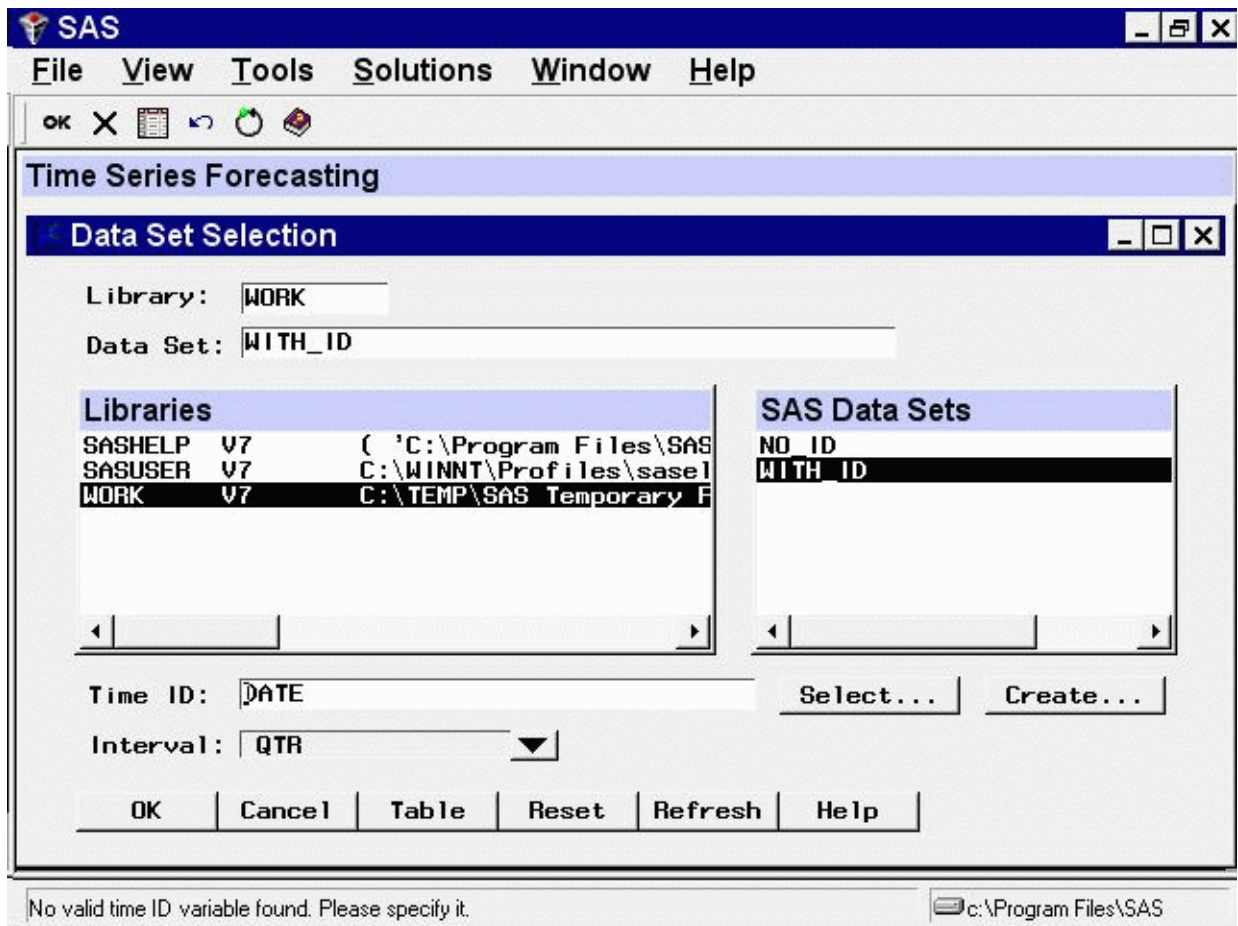 SAS
File View Tools Solutions Window Help
OK
Time Series Forecasting
Data Set Selection
Library: WORK
Data Set: WITH_ID
Libraries
SASHELP V7 ( 'C:\Program Files\SAS
SASUSER V7 C:\WINNT\Profiles\sasel
WORK V7 C:\TEMP\SAS Temporary F
SAS Data Sets
NO_ID
WITH_ID
Time ID: DATE Select... Create...
Interval: QTR
OK Cancel Table Reset Refresh Help
No valid time ID variable found. Please specify it. c:\Program Files\SAS